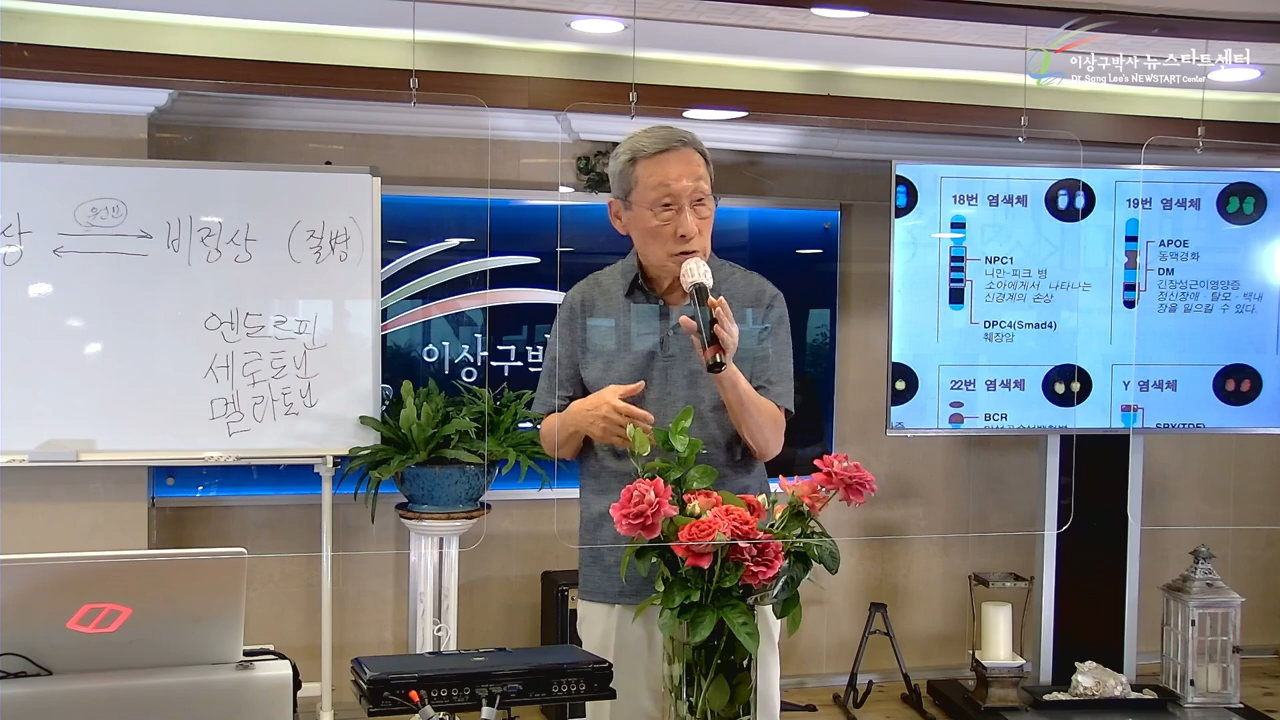 이상구박사 뉴스타트센터
Dr. Sang Lee's NEWSTART Center
상 원인 비정상 (질병)
엔도르핀
세로토닌
멜라토닌
이상구박
18번 염색체
NPC1
니만-피크 병
소아에게서 나타나는
신경계의 손상
DPC4(Smad4)
췌장암
19번 염색체
APOE
동맥경화
DM
긴장성근이영양증
정신장애·탈모·백내
장을 일으킬 수 있다.
22번 염색체
BCR
Y 염색체
SRY(TDF)